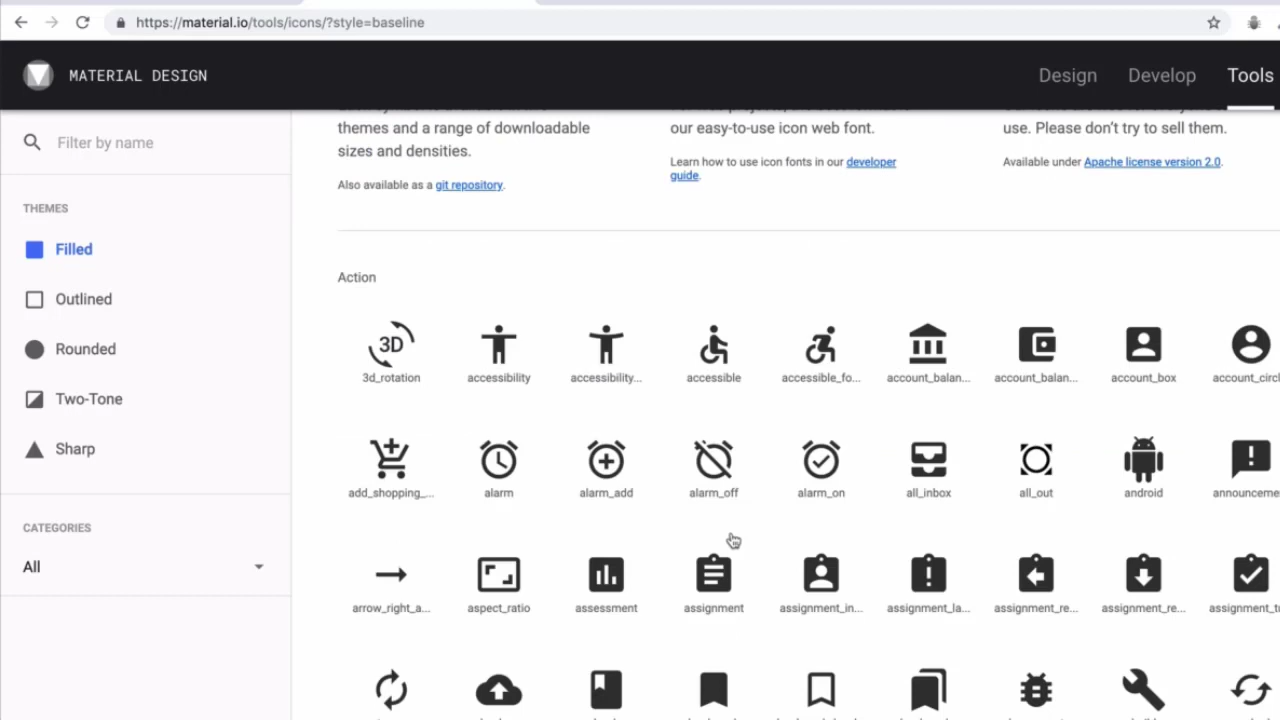 https://material.io/tools/icons/?style=baseline
MATERIAL DESIGN
Design
Develop
Tools
Filter by name
THEMES
Filled
Outlined
Rounded
Two-Tone
Sharp
CATEGORIES
All
themes and a range of downloadable
sizes and densities.
Also available as a git repository.
our easy-to-use icon web font.
Learn how to use icon fonts in our developer
guide.
use. Please don't try to sell them.
Available under Apache license version 2.0.
Action
3D
3d_rotation
accessibility
accessibility...
accessible
accessible_fo...
account_balan...
account_balan...
account_box
account_circl
add_shopping_...
alarm
alarm_add
alarm_off
alarm_on
all_inbox
all_out
android
announceme
arrow_right_a...
aspect_ratio
assessment
assignment
assignment_in...
assignment_la...
assignment_re...
assignment_re...
assignment_t